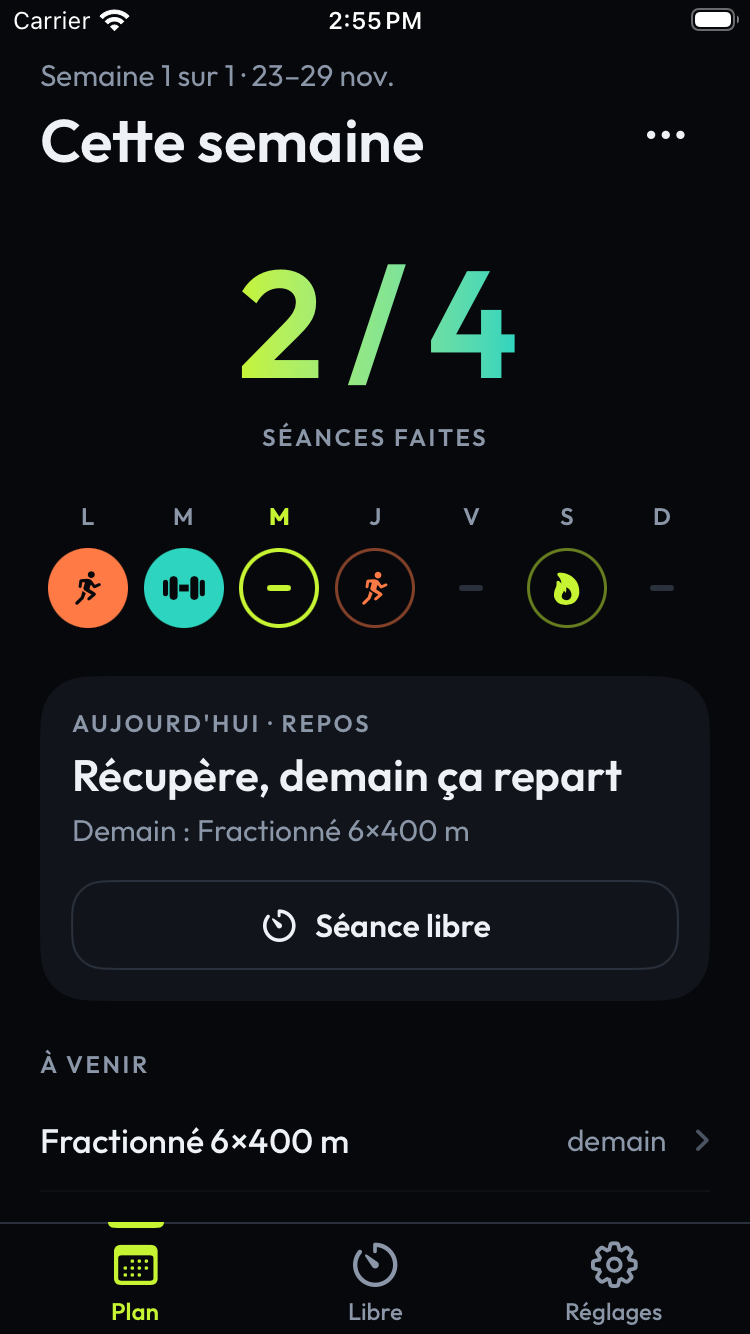 Carrier 2:55 PM
Semaine 1 sur 1 · 23–29 nov.
Cette semaine
2/4
SÉANCES FAITES
L M M J V S D
AUJOURD'HUI · REPOS
Récupère, demain ça repart
Demain : Fractionné 6×400 m
Séance libre
À VENIR
Fractionné 6×400 m demain
Plan Libre Réglages